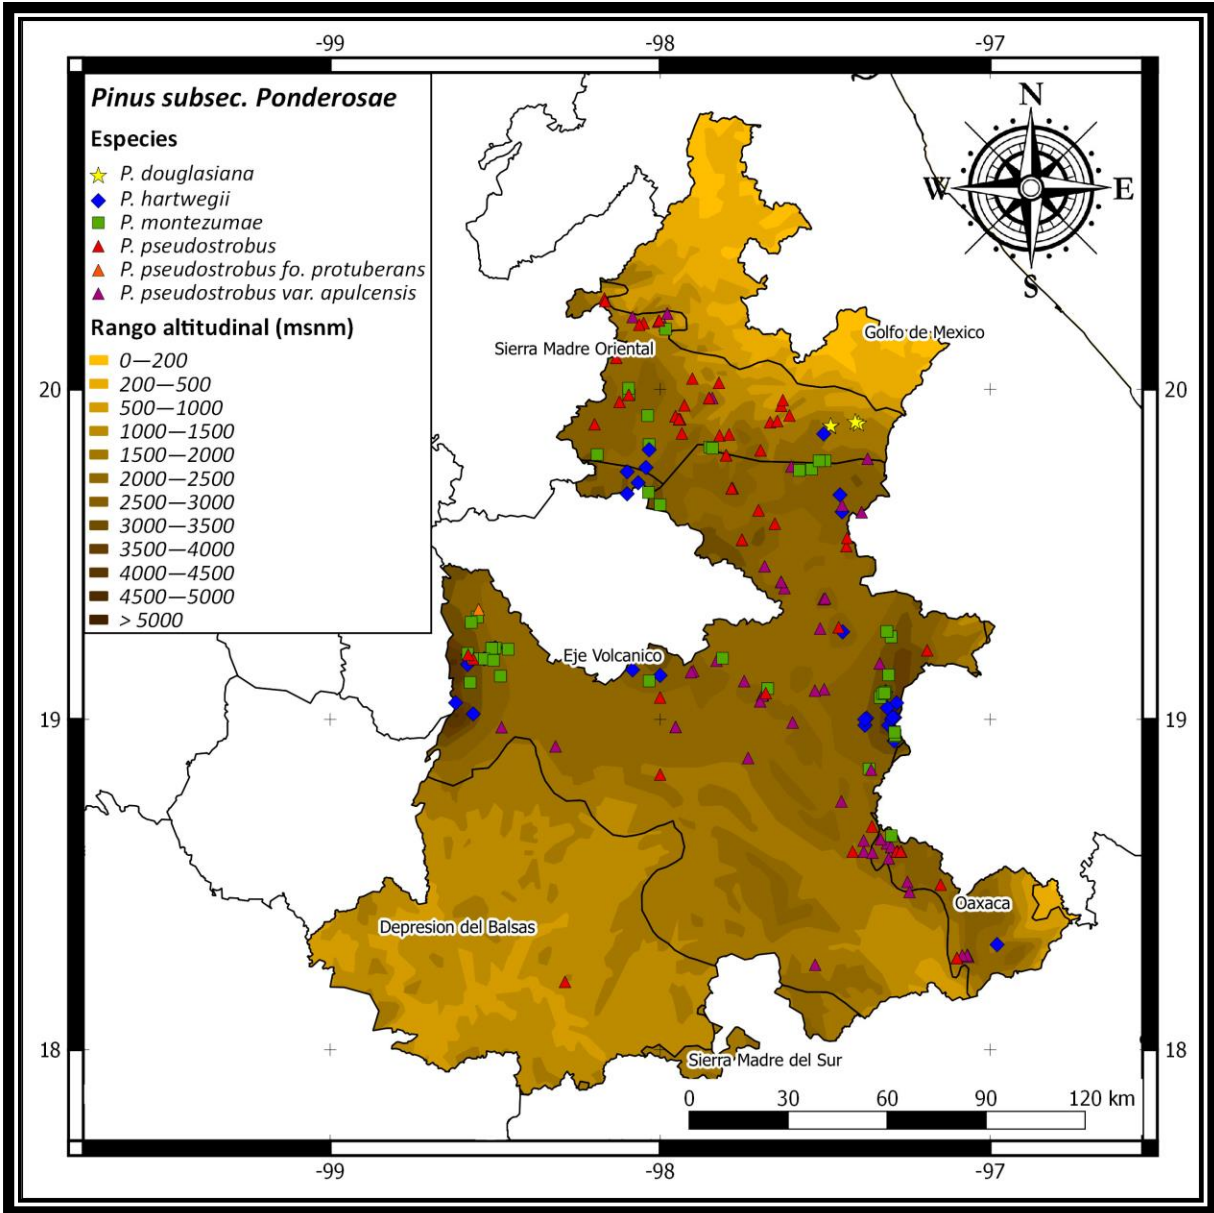 -99 -98 -97
Pinus subsec. Ponderosae
Especies
P. douglasiana
P. hartwegii
P. montezumae
P. pseudostrobus
P. pseudostrobus fo. protuberans
P. pseudostrobus var. apulcensis
Rango altitudinal (msnm)
0—200
200—500
500—1000
1000—1500
1500—2000
2000—2500
2500—3000
3000—3500
3500—4000
4000—4500
4500—5000
> 5000
N
W E
S
Golfo de Mexico
Sierra Madre Oriental
20 20
Eje Volcanico
19 19
Oaxaca
Depresion del Balsas
18 18
Sierra Madre del Sur
0 30 60 90 120 km
-99 -98 -97